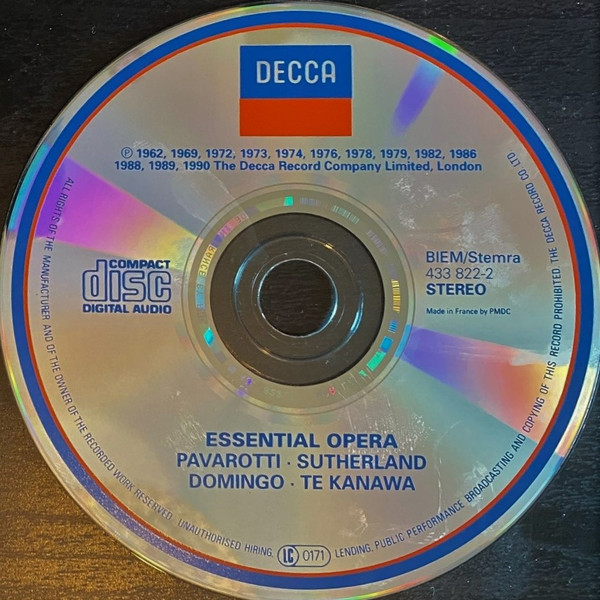 DECCA
℗ 1962, 1969, 1972, 1973, 1974, 1976, 1978, 1979, 1982, 1986
1988, 1989, 1990 The Decca Record Company Limited, London
COMPACT
disc
DIGITAL AUDIO
BIEM/Stemra
433 822-2
STEREO
Made in France by PMDC
ESSENTIAL OPERA
PAVAROTTI · SUTHERLAND
DOMINGO · TE KANAWA
ALL RIGHTS OF THE MANUFACTURER AND OF THE OWNER OF THE RECORDED WORK RESERVED. UNAUTHORISED HIRING, LC 0171 LENDING, PUBLIC PERFORMANCE BROADCASTING AND COPYING OF THIS RECORD PROHIBITED THE DECCA RECORD CO. LTD